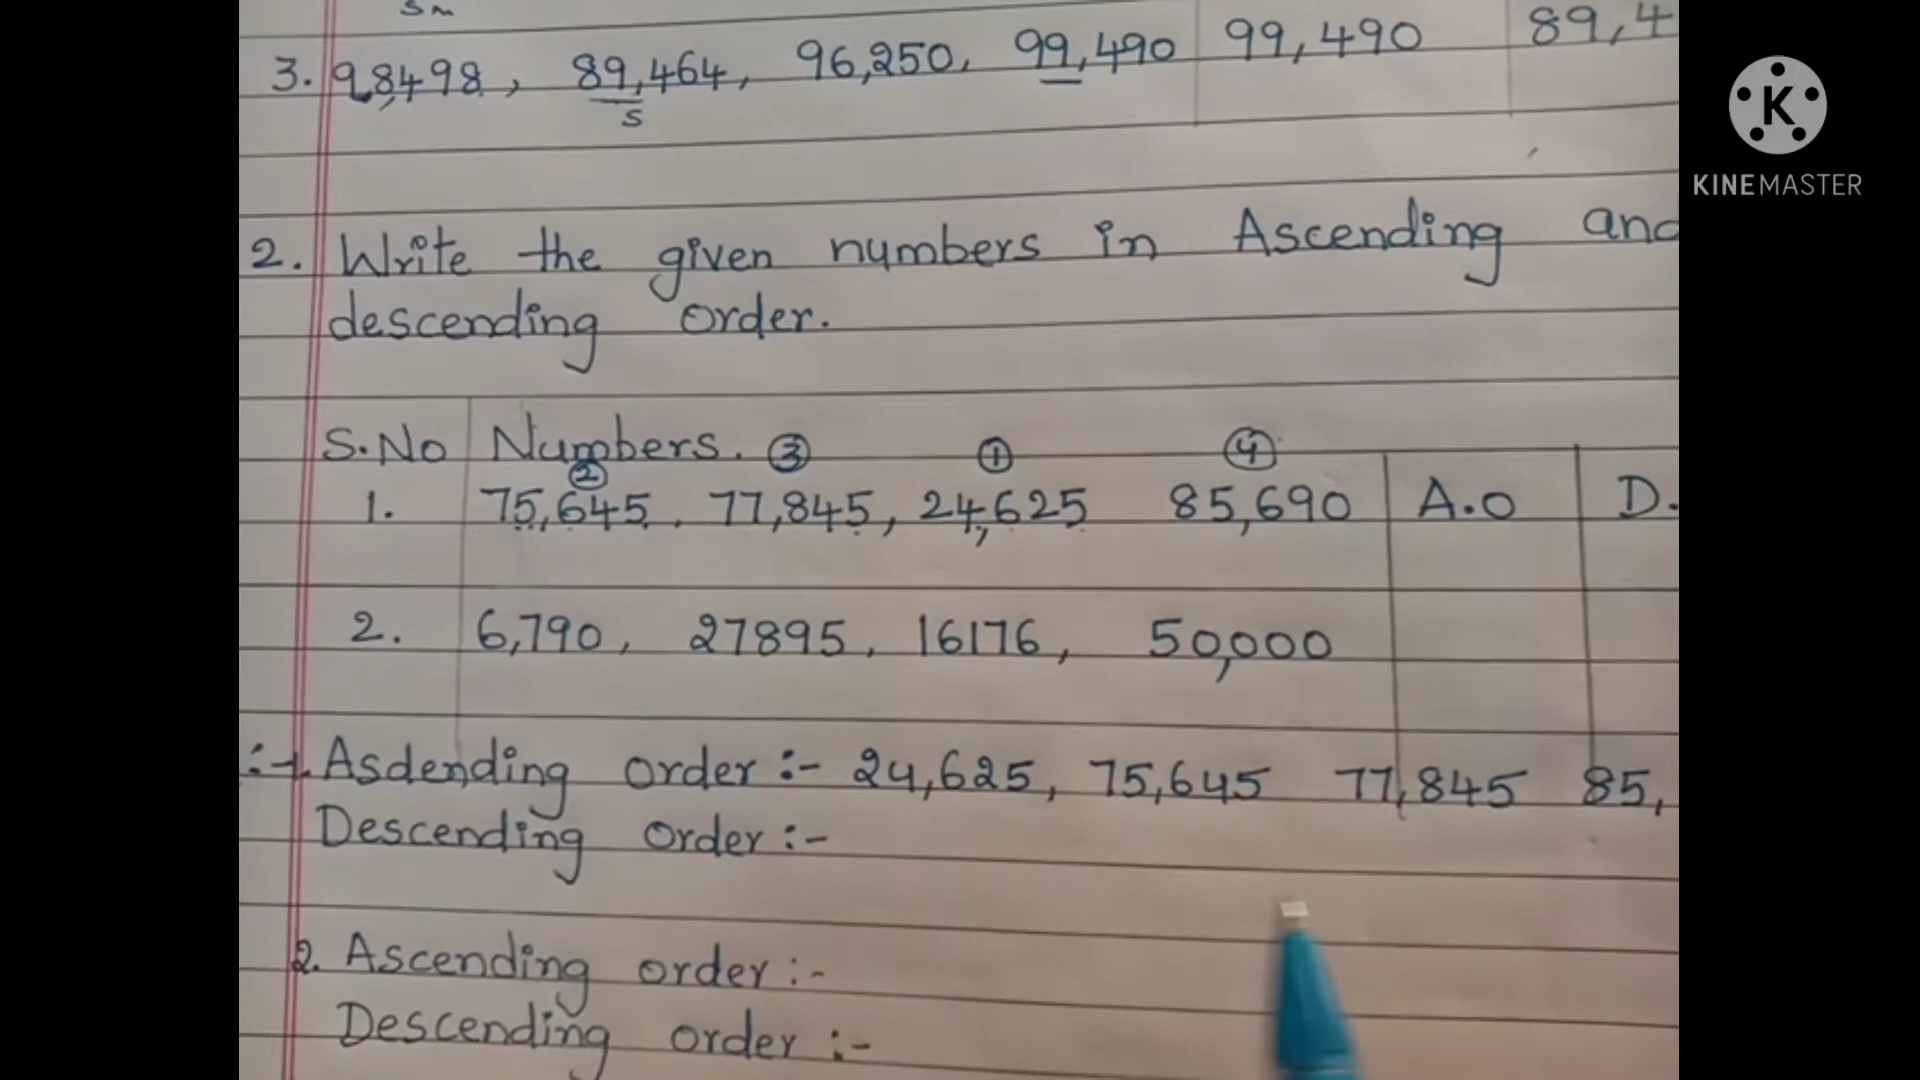 Sm
3. 98,498, 89,464, 96,250, 99,490 99,490 89,4
S
K
KINEMASTER
2. Write the given numbers in Ascending and
descending order.
S.No Numbers. ③ ① ④
②
1. 75,645, 77,845, 24,625 85,690 A.O D.
2. 6,790, 27895, 16176, 50,000
:-1. Asdending order :- 24,625, 75,645 77,845 85,
Descending order :-
2. Ascending order :-
Descending order :-